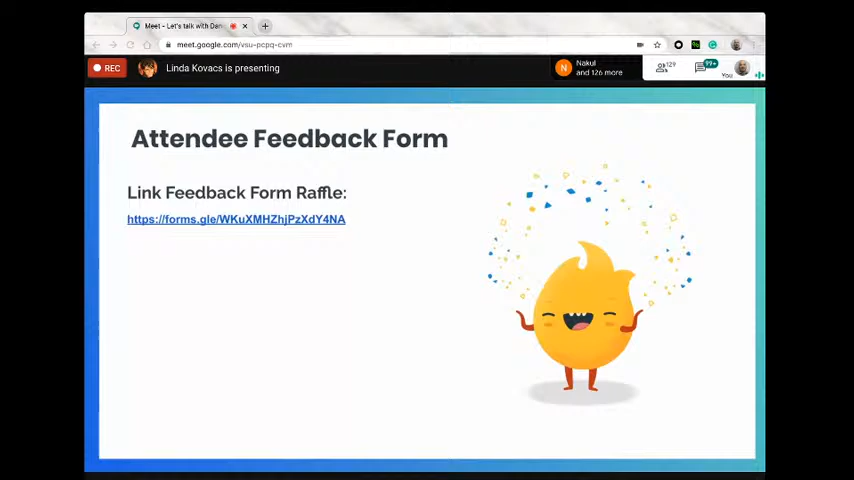 Meet - Let's talk with Dan
meet.google.com/vsu-pcpq-cvm
REC
Linda Kovacs is presenting
N
Nakul
and 126 more
129
99+
You
Attendee Feedback Form
Link Feedback Form Raffle:
https://forms.gle/WKuXMHZhjPzXdY4NA